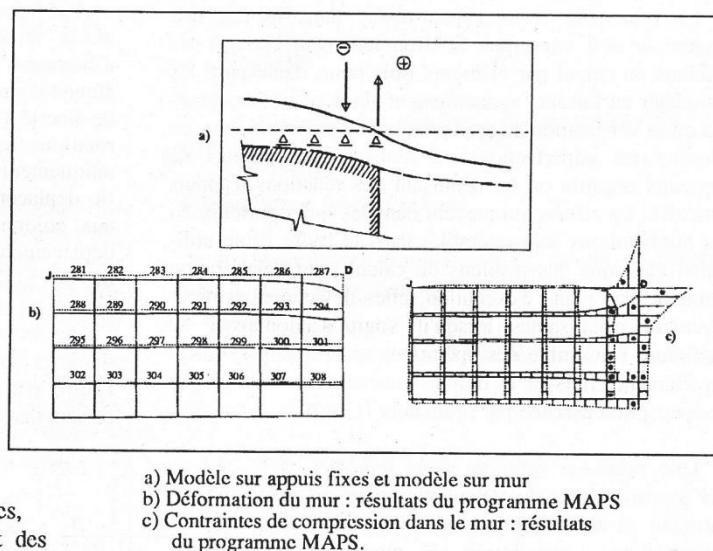 ⊖
⊕
a)
281 282 283 284 285 286 287
J D
288 289 290 291 292 293 294
b)
295 296 297 298 299 300 301
302 303 304 305 306 307 308
c)
a) Modèle sur appuis fixes et modèle sur mur
b) Déformation du mur : résultats du programme MAPS
c) Contraintes de compression dans le mur : résultats
du programme MAPS.
es,
t des